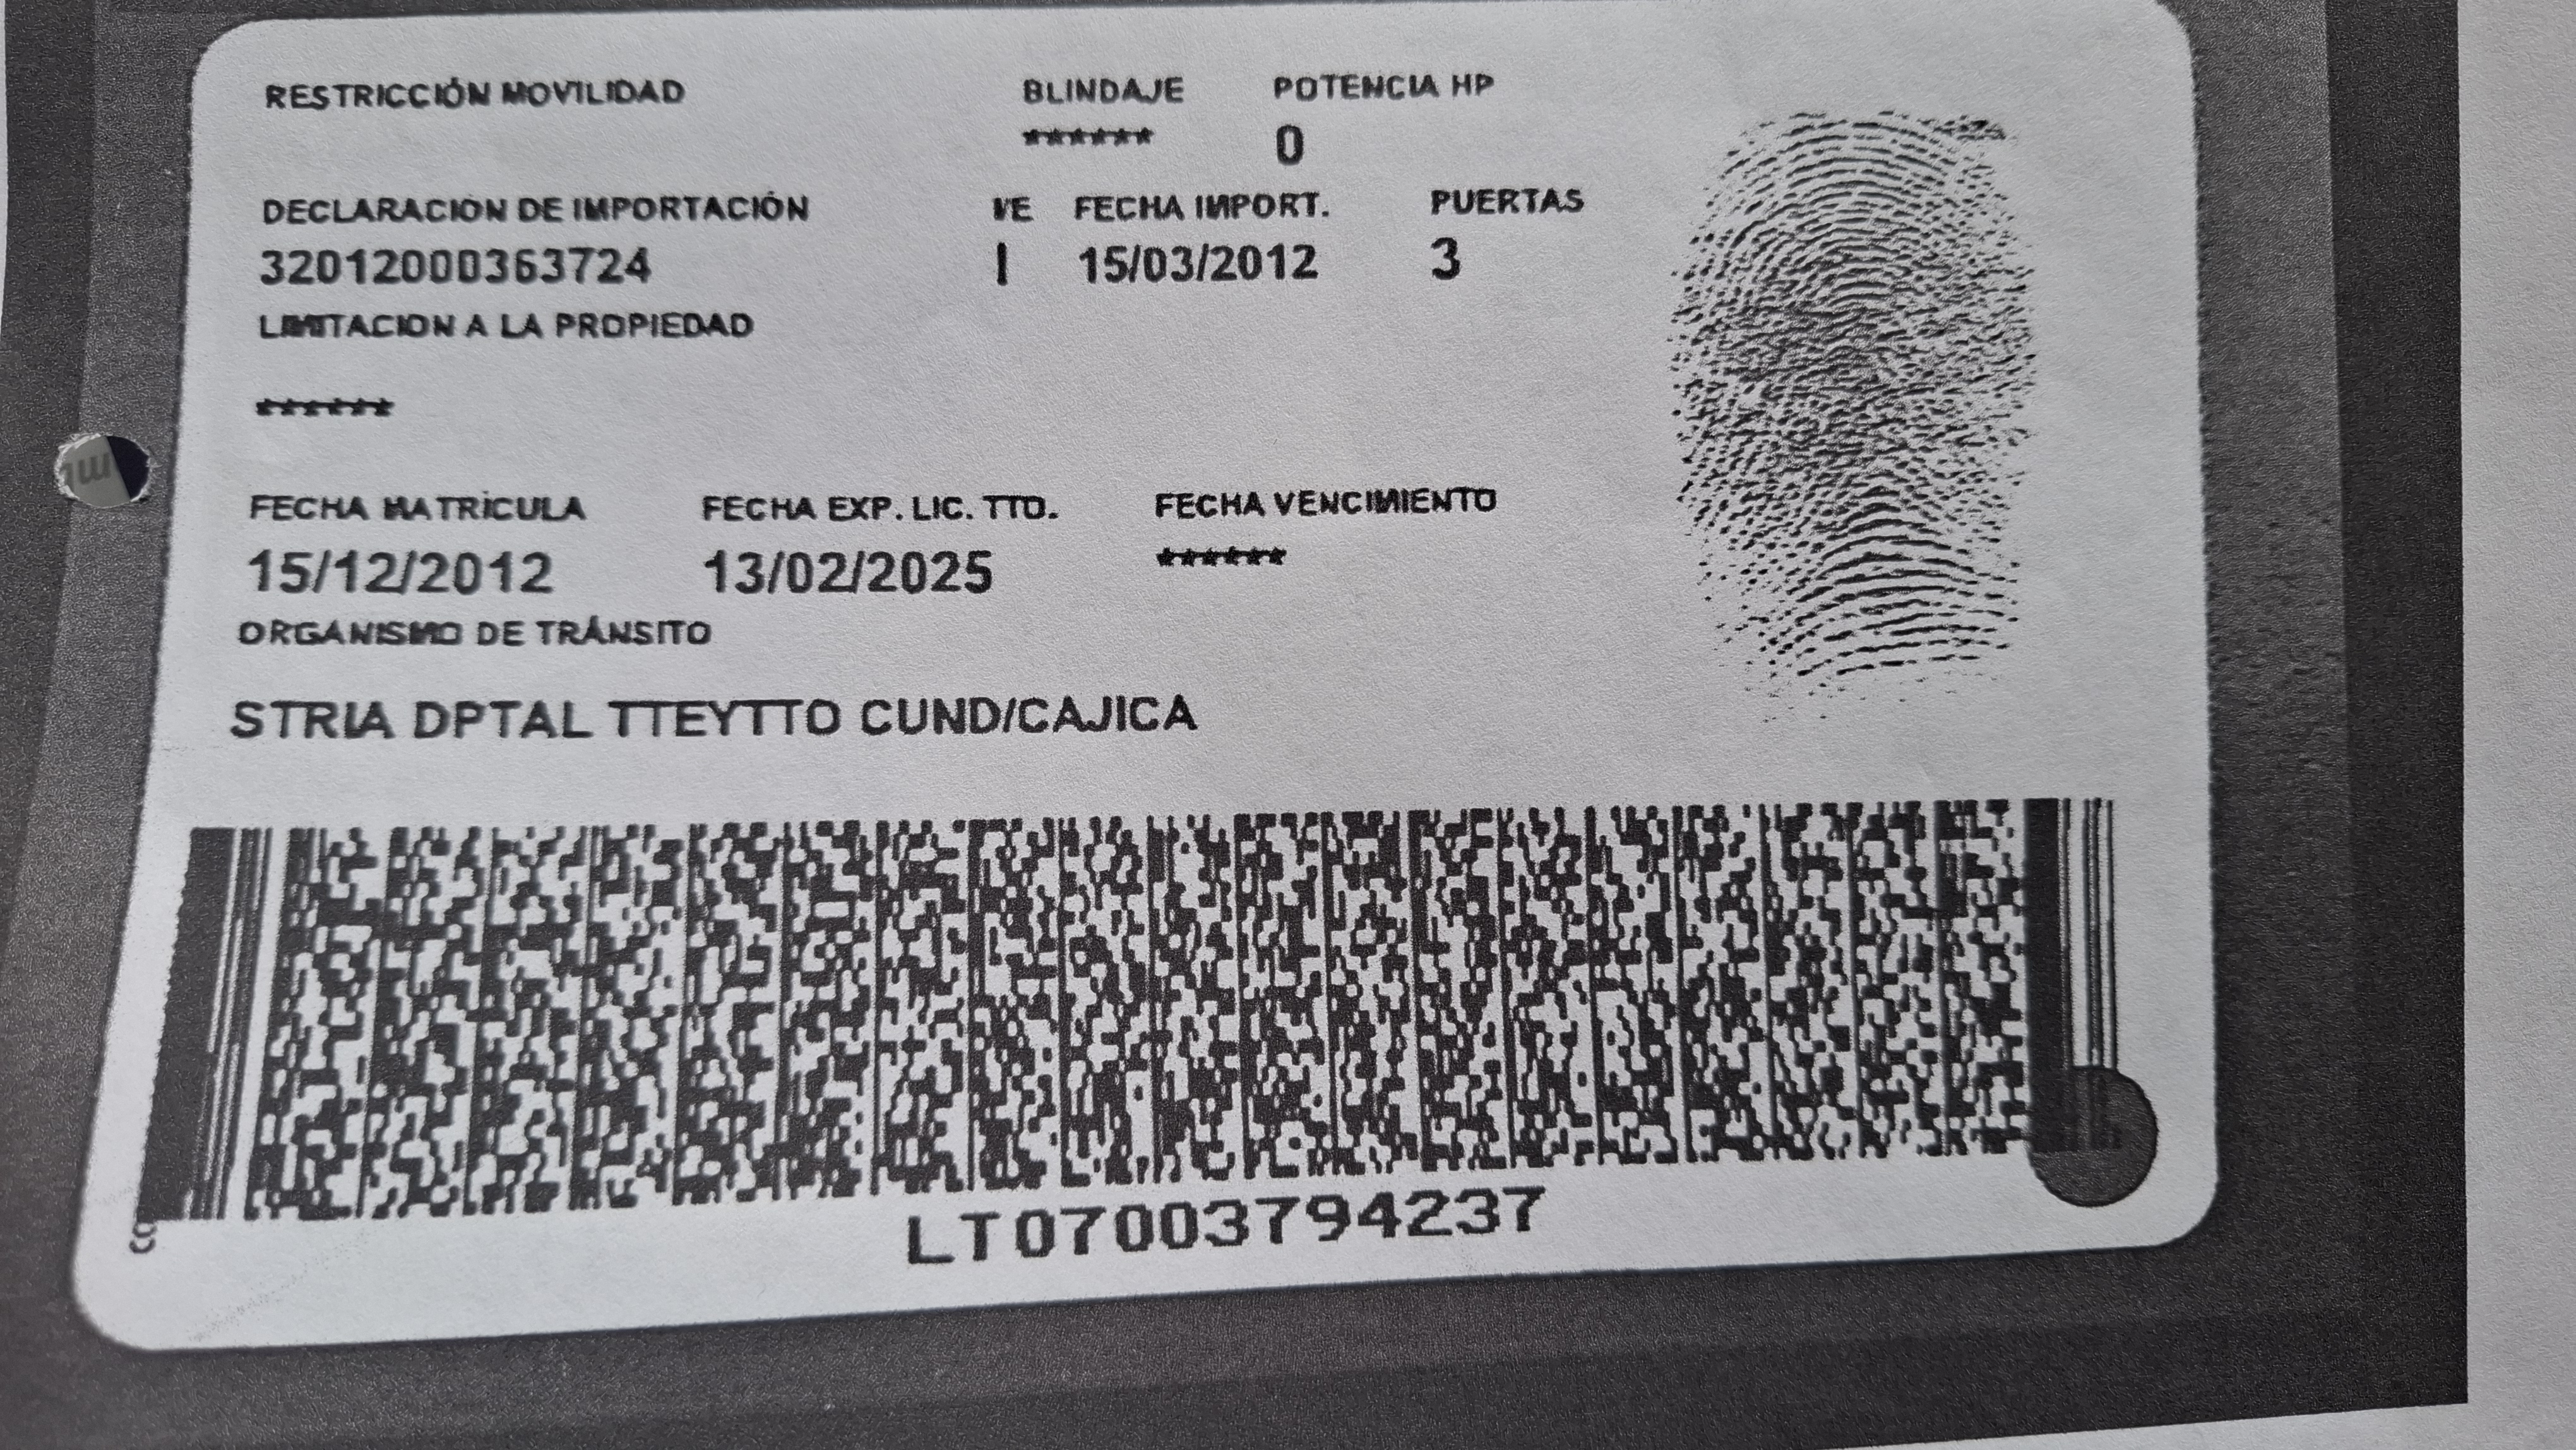 RESTRICCIÓN MOVILIDAD BLINDAJE POTENCIA HP
****** 0
DECLARACIÓN DE IMPORTACIÓN I/E FECHA IMPORT. PUERTAS
32012000363724 I 15/03/2012 3
LIMITACION A LA PROPIEDAD
******
FECHA MATRÍCULA FECHA EXP. LIC. TTO. FECHA VENCIMIENTO
15/12/2012 13/02/2025 ******
ORGANISMO DE TRÁNSITO
STRIA DPTAL TTEYTTO CUND/CAJICA
LT07003794237